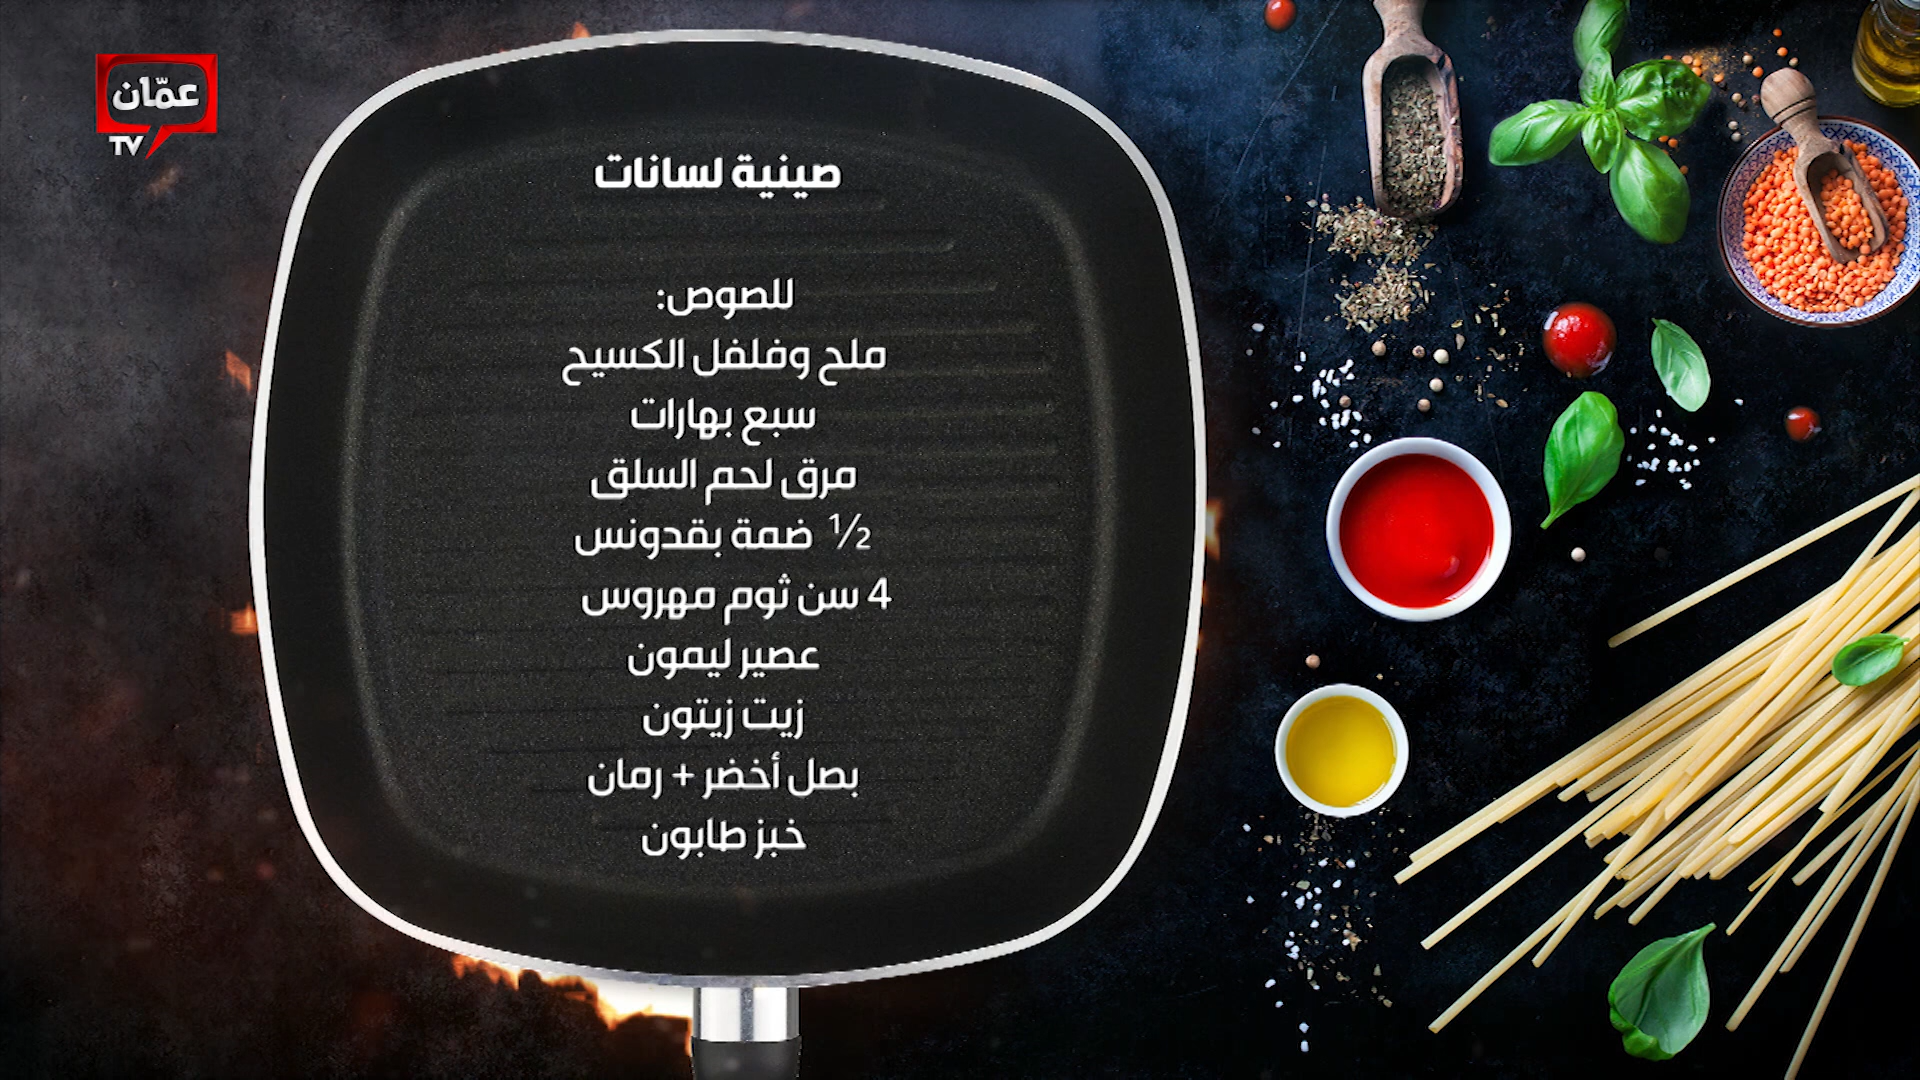 عمّان
TV
صينية لسانات
للصوص:
ملح وفلفل الكسيح
سبع بهارات
مرق لحم السلق
½ ضمة بقدونس
4 سن ثوم مهروس
عصير ليمون
زيت زيتون
بصل أخضر + رمان
خبز طابون